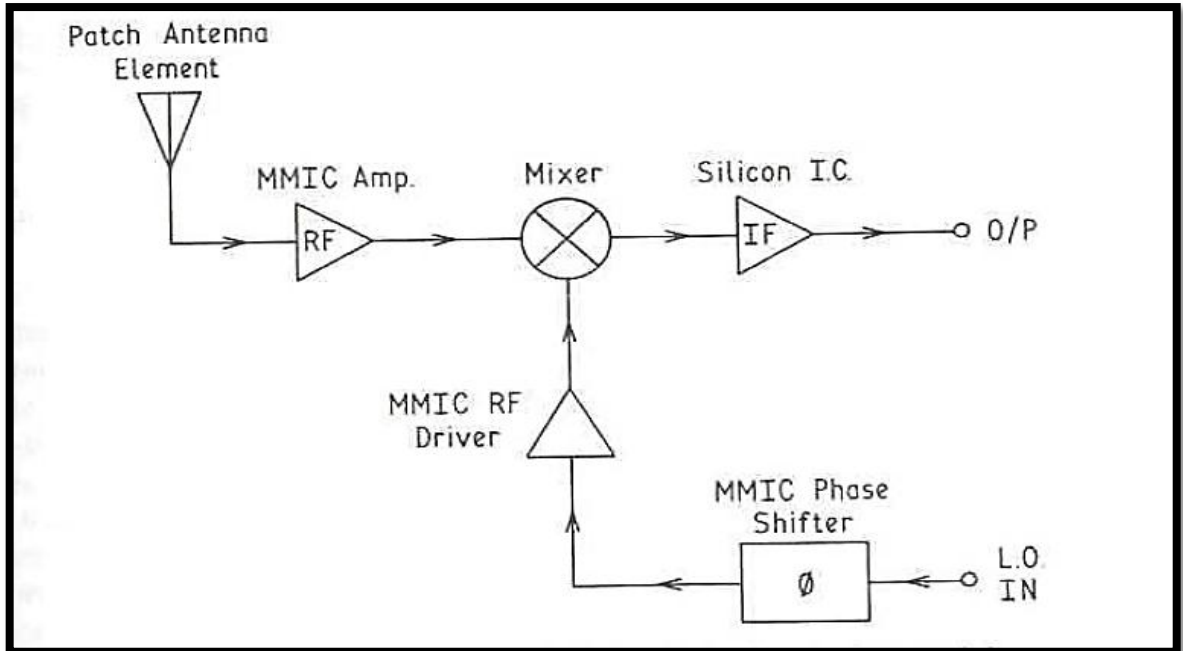 Patch Antenna
Element
MMIC Amp.
Mixer
Silicon I.C.
RF
IF
O/P
MMIC RF
Driver
MMIC Phase
Shifter
Ø
L.O.
IN